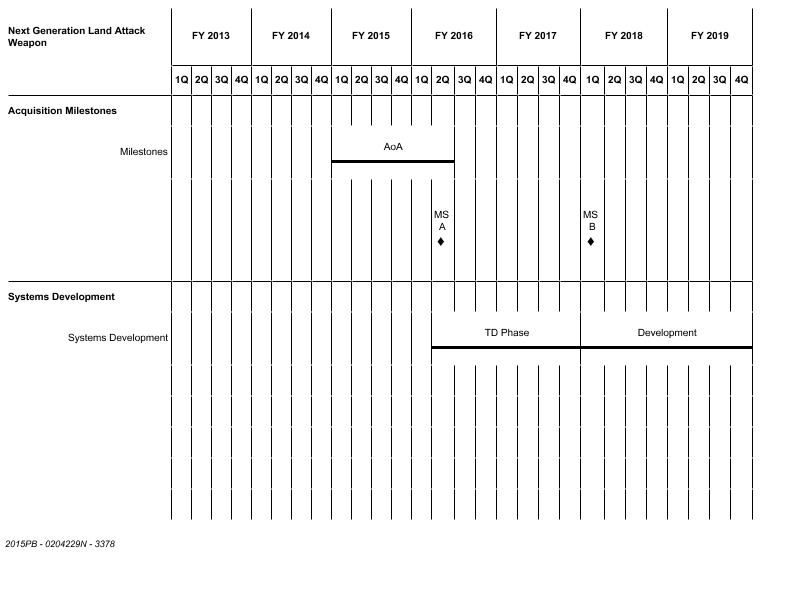 Next Generation Land Attack
Weapon
FY 2013 FY 2014 FY 2015 FY 2016 FY 2017 FY 2018 FY 2019
1Q 2Q 3Q 4Q 1Q 2Q 3Q 4Q 1Q 2Q 3Q 4Q 1Q 2Q 3Q 4Q 1Q 2Q 3Q 4Q 1Q 2Q 3Q 4Q 1Q 2Q 3Q 4Q
Acquisition Milestones
Milestones
AoA
MS
A
MS
B
Systems Development
Systems Development
TD Phase
Development
2015PB - 0204229N - 3378